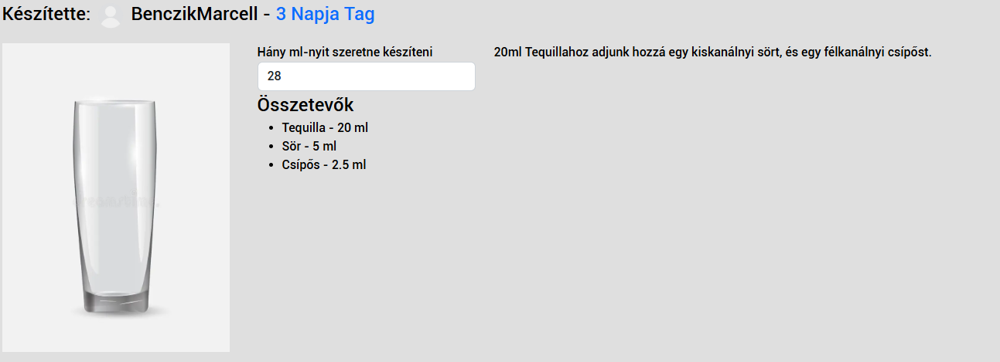 Készítette: BenczikMarcell - 3 Napja Tag
Hány ml-nyit szeretne készíteni
28
Összetevők
Tequilla - 20 ml
Sör - 5 ml
Csípős - 2.5 ml
20ml Tequillahoz adjunk hozzá egy kiskanálnyi sört, és egy félkanálnyi csípőst.